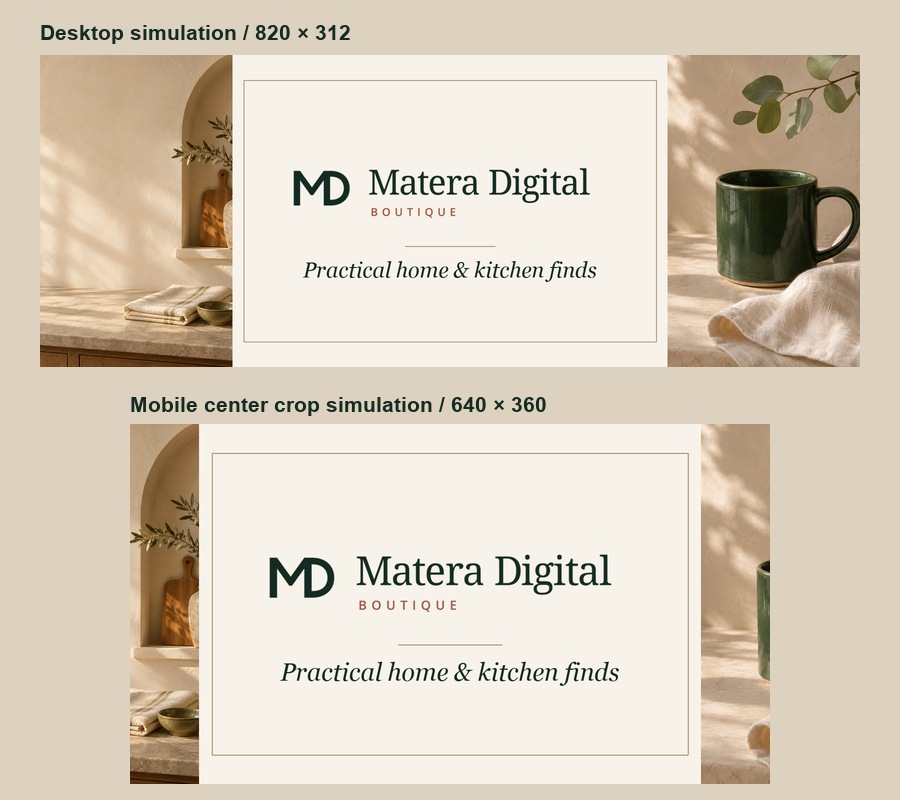 Desktop simulation / 820 × 312
MD Matera Digital
BOUTIQUE
Practical home & kitchen finds
Mobile center crop simulation / 640 × 360
MD Matera Digital
BOUTIQUE
Practical home & kitchen finds